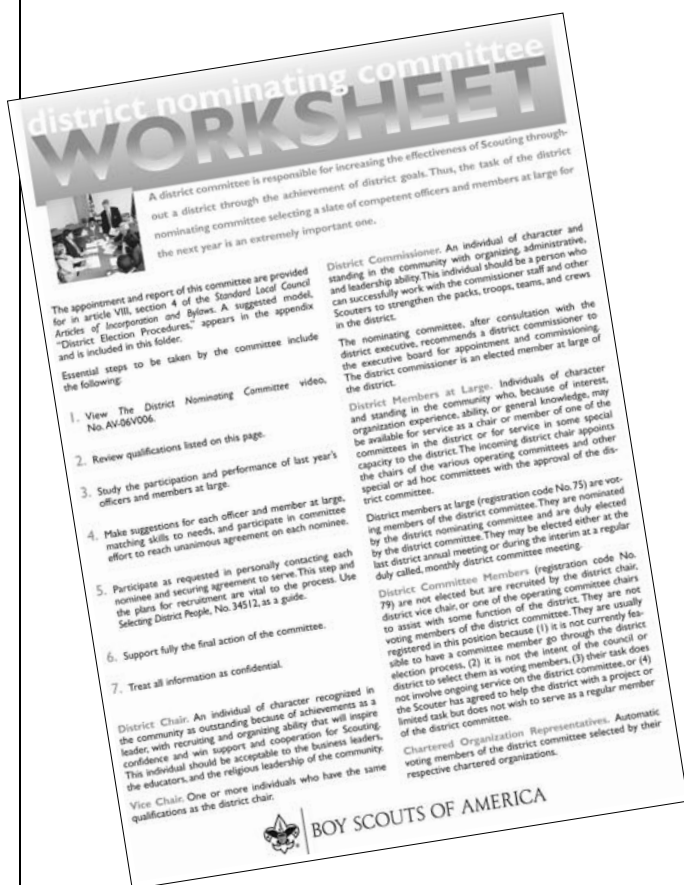 district nominating committee
WORKSHEET
A district committee is responsible for increasing the effectiveness of Scouting through-
out a district through the achievement of district goals. Thus, the task of the district
nominating committee selecting a slate of competent officers and members at large for
the next year is an extremely important one.
The appointment and report of this committee are provided
for in article VIII, section 4 of the Standard Local Council
Articles of Incorporation and Bylaws. A suggested model,
"District Election Procedures," appears in the appendix
and is included in this folder.
Essential steps to be taken by the committee include
the following:
1. View The District Nominating Committee video,
No. AV-06V006.
2. Review qualifications listed on this page.
3. Study the participation and performance of last year's
officers and members at large.
4. Make suggestions for each officer and member at large,
matching skills to needs, and participate in committee
effort to reach unanimous agreement on each nominee.
5. Participate as requested in personally contacting each
nominee and securing agreement to serve. This step and
the plans for recruitment are vital to the process. Use
Selecting District People, No. 34512, as a guide.
6. Support fully the final action of the committee.
7. Treat all information as confidential.
District Chair. An individual of character recognized in
the community as outstanding because of achievements as a
leader, with recruiting and organizing ability that will inspire
confidence and win support and cooperation for Scouting.
This individual should be acceptable to the business leaders,
the educators, and the religious leadership of the community.
Vice Chair. One or more individuals who have the same
qualifications as the district chair.
District Commissioner. An individual of character and
standing in the community with organizing, administrative,
and leadership ability. This individual should be a person who
can successfully work with the commissioner staff and other
Scouters to strengthen the packs, troops, teams, and crews
in the district.
The nominating committee, after consultation with the
district executive, recommends a district commissioner to
the executive board for appointment and commissioning.
The district commissioner is an elected member at large of
the district.
District Members at Large. Individuals of character
and standing in the community who, because of interest,
organization experience, ability, or general knowledge, may
be available for service as a chair or member of one of the
committees in the district or for service in some special
capacity to the district. The incoming district chair appoints
the chairs of the various operating committees and other
special or ad hoc committees with the approval of the dis-
trict committee.
District members at large (registration code No. 75) are vot-
ing members of the district committee. They are nominated
by the district nominating committee and are duly elected
by the district committee. They may be elected either at the
last district annual meeting or during the interim at a regular
duly called, monthly district committee meeting.
District Committee Members (registration code No.
79) are not elected but are recruited by the district chair,
district vice chair, or one of the operating committee chairs
to assist with some function of the district. They are not
voting members of the district committee. They are usually
registered in this position because (1) it is not currently fea-
sible to have a committee member go through the district
election process, (2) it is not the intent of the council or
district to select them as voting members, (3) their task does
not involve ongoing service on the district committee, or (4)
the Scouter has agreed to help the district with a project or
limited task but does not wish to serve as a regular member
of the district committee.
Chartered Organization Representatives. Automatic
voting members of the district committee selected by their
respective chartered organizations.
BOY SCOUTS OF AMERICA